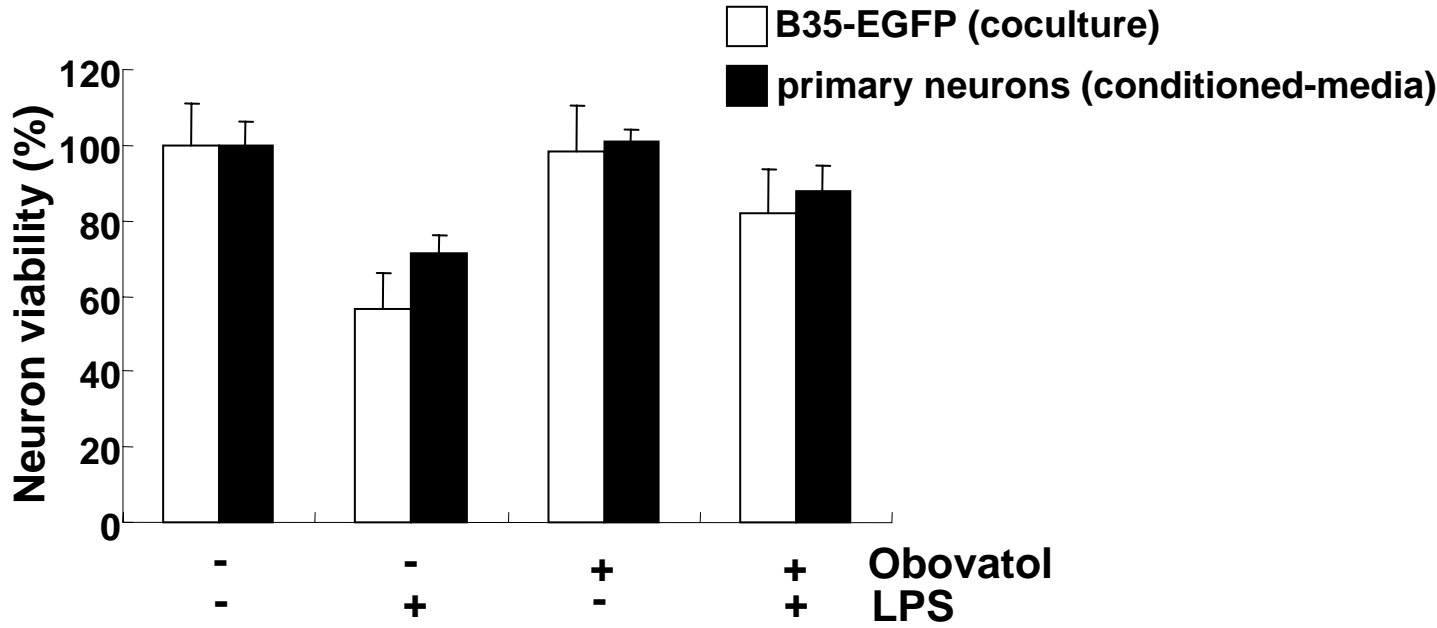 B35-EGFP (coculture)
primary neurons (conditioned-media)
Neuron viability (%)
120
100
80
60
40
20
0
- - + + Obovatol
- + - + LPS